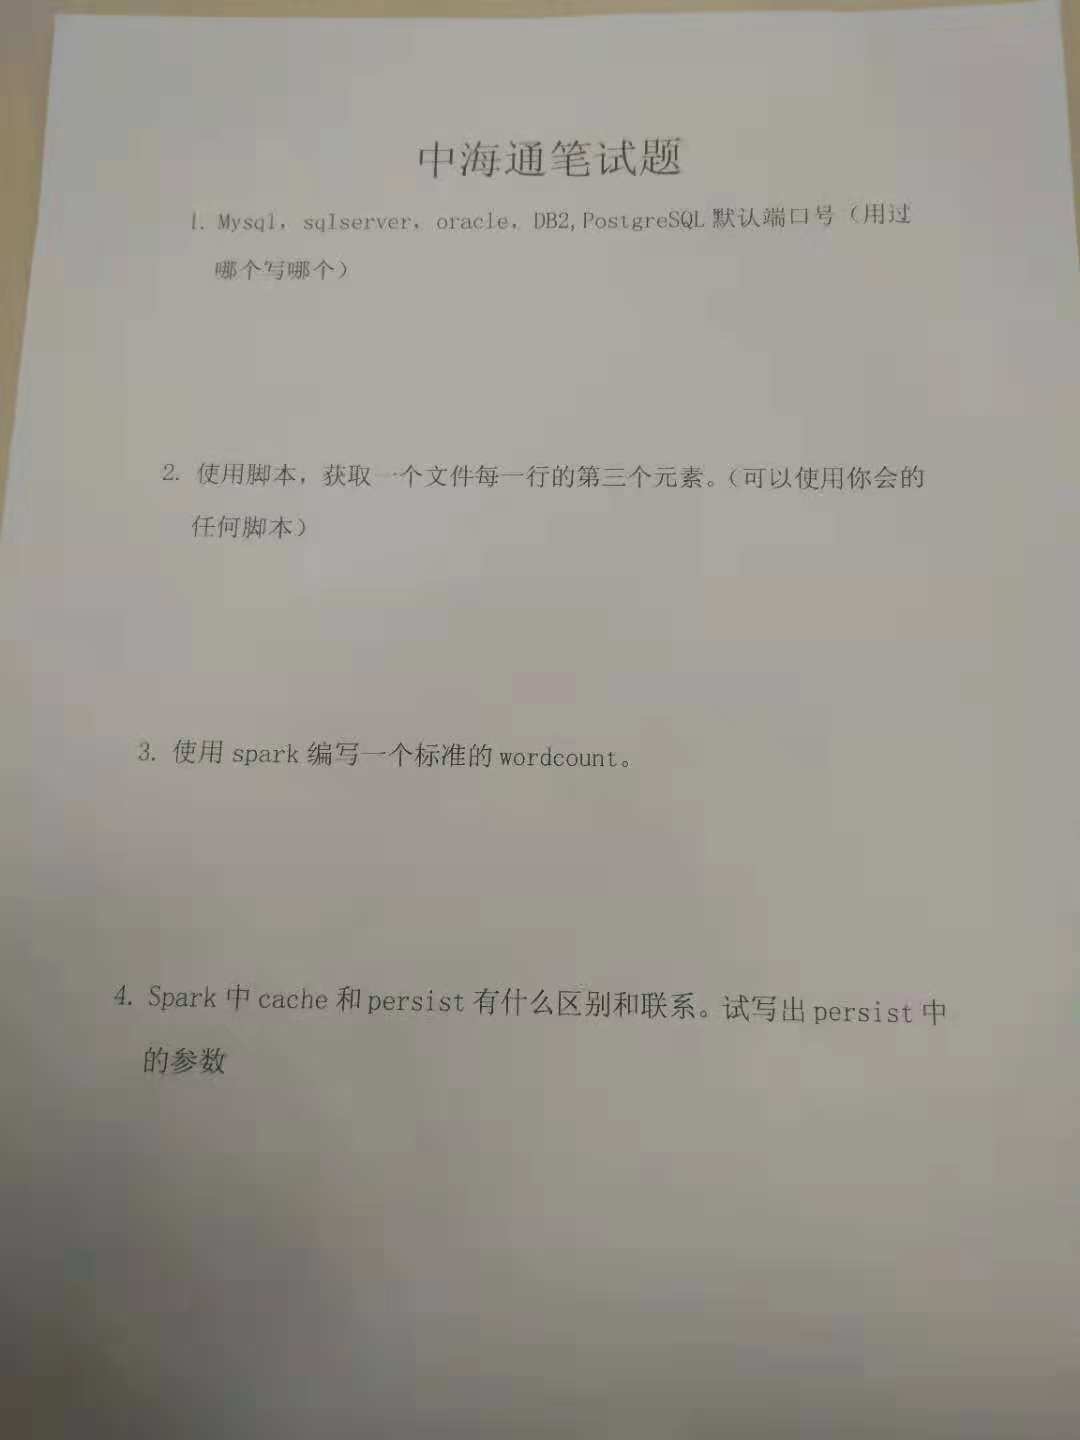 中海通笔试题
1. Mysql，sqlserver，oracle，DB2,PostgreSQL 默认端口号（用过
哪个写哪个）
2. 使用脚本，获取一个文件每一行的第三个元素。（可以使用你会的
任何脚本）
3. 使用 spark 编写一个标准的 wordcount。
4. Spark 中 cache 和 persist 有什么区别和联系。试写出 persist 中
的参数